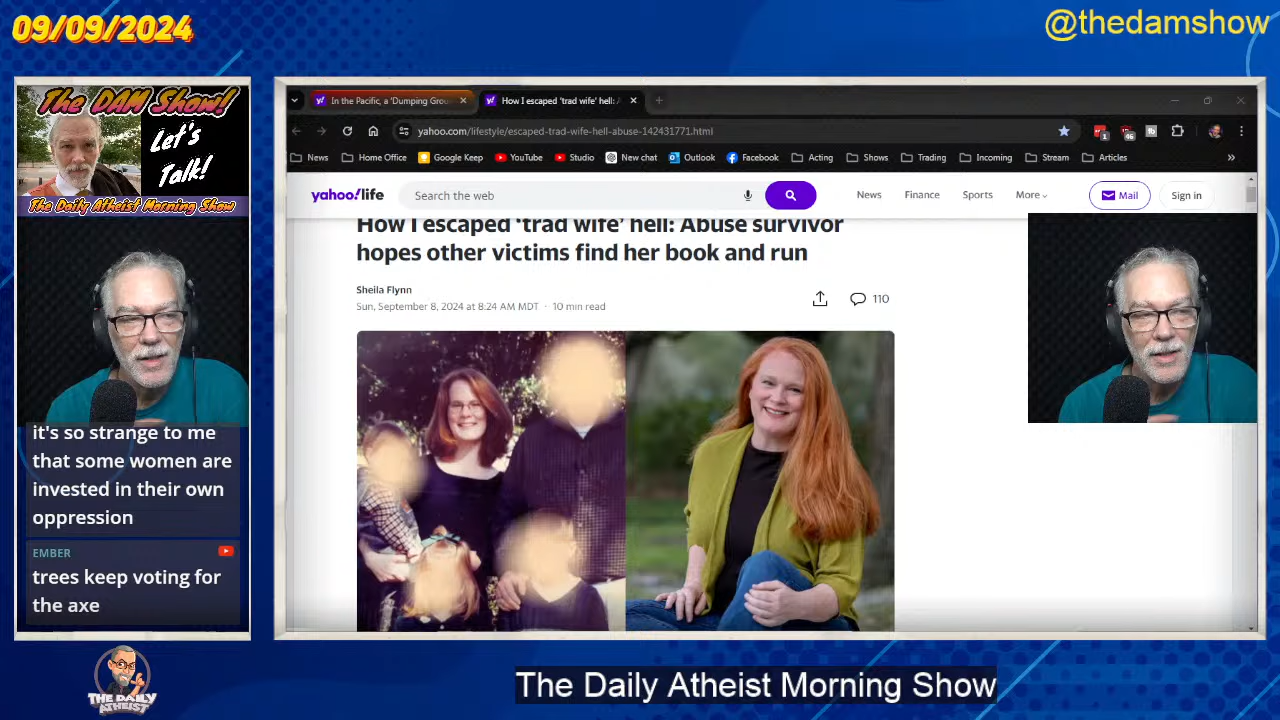 09/09/2024
@thedamshow
The DAM Show!
Let's
Talk!
The Daily Atheist Morning Show
it's so strange to me
that some women are
invested in their own
oppression
EMBER
trees keep voting for
the axe
THE DAILY
ATHEIST
In the Pacific, a 'Dumping Grou
How I escaped 'trad wife' hell: A
yahoo.com/lifestyle/escaped-trad-wife-hell-abuse-142431771.html
News Home Office Google Keep YouTube Studio New chat Outlook Facebook Acting Shows Trading Incoming Stream Articles
yahoo!life Search the web News Finance Sports More Mail Sign in
How I escaped 'trad wife' hell: Abuse survivor
hopes other victims find her book and run
Sheila Flynn
Sun, September 8, 2024 at 8:24 AM MDT · 10 min read
110
The Daily Atheist Morning Show